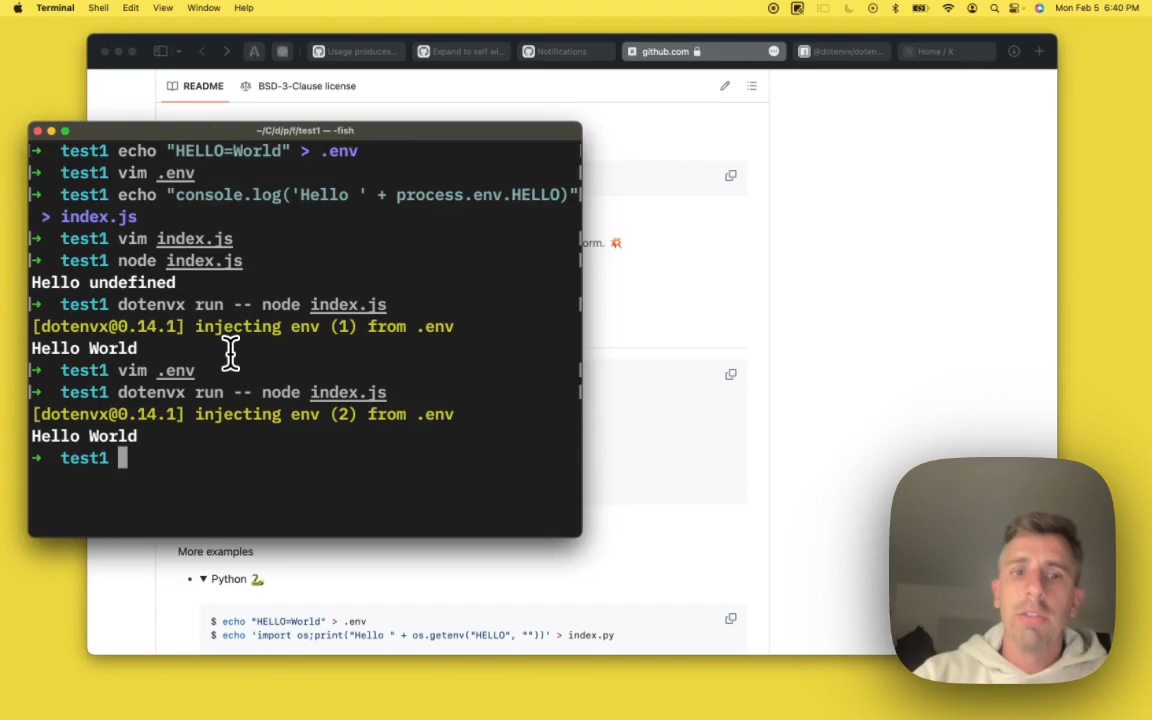 Terminal Shell Edit View Window Help Mon Feb 5 6:40 PM
A Usage produces... Expand to self wi... Notifications github.com @dotenvx/doten... Home / X
README BSD-3-Clause license
~/C/d/p/f/test1 — -fish
test1 echo "HELLO=World" > .env
test1 vim .env
test1 echo "console.log('Hello ' + process.env.HELLO)"
> index.js
test1 vim index.js
test1 node index.js
Hello undefined
test1 dotenvx run -- node index.js
[dotenvx@0.14.1] injecting env (1) from .env
Hello World
test1 vim .env
test1 dotenvx run -- node index.js
[dotenvx@0.14.1] injecting env (2) from .env
Hello World
test1
orm. 💥
More examples
• ▼ Python 🐍
$ echo "HELLO=World" > .env
$ echo 'import os;print("Hello " + os.getenv("HELLO", ""))' > index.py